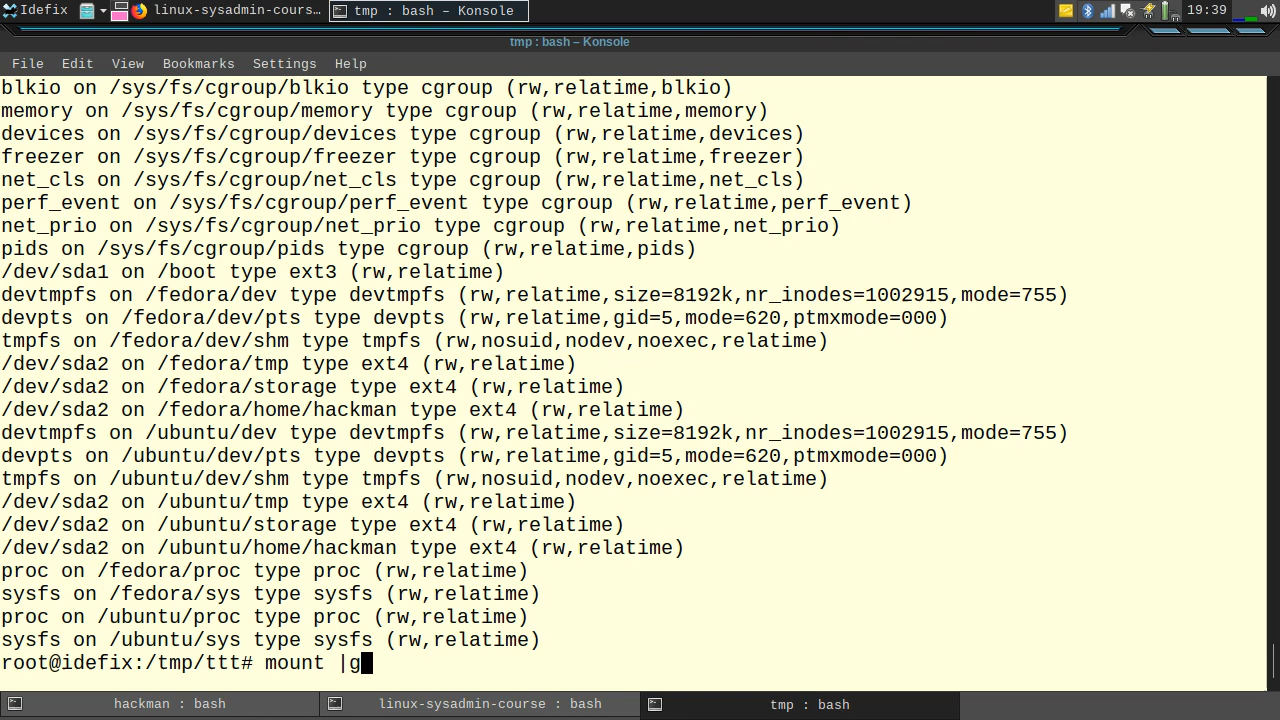 Idefix linux-sysadmin-cours... tmp : bash – Konsole 19:39
tmp : bash – Konsole
File Edit View Bookmarks Settings Help
blkio on /sys/fs/cgroup/blkio type cgroup (rw,relatime,blkio)
memory on /sys/fs/cgroup/memory type cgroup (rw,relatime,memory)
devices on /sys/fs/cgroup/devices type cgroup (rw,relatime,devices)
freezer on /sys/fs/cgroup/freezer type cgroup (rw,relatime,freezer)
net_cls on /sys/fs/cgroup/net_cls type cgroup (rw,relatime,net_cls)
perf_event on /sys/fs/cgroup/perf_event type cgroup (rw,relatime,perf_event)
net_prio on /sys/fs/cgroup/net_prio type cgroup (rw,relatime,net_prio)
pids on /sys/fs/cgroup/pids type cgroup (rw,relatime,pids)
/dev/sda1 on /boot type ext3 (rw,relatime)
devtmpfs on /fedora/dev type devtmpfs (rw,relatime,size=8192k,nr_inodes=1002915,mode=755)
devpts on /fedora/dev/pts type devpts (rw,relatime,gid=5,mode=620,ptmxmode=000)
tmpfs on /fedora/dev/shm type tmpfs (rw,nosuid,nodev,noexec,relatime)
/dev/sda2 on /fedora/tmp type ext4 (rw,relatime)
/dev/sda2 on /fedora/storage type ext4 (rw,relatime)
/dev/sda2 on /fedora/home/hackman type ext4 (rw,relatime)
devtmpfs on /ubuntu/dev type devtmpfs (rw,relatime,size=8192k,nr_inodes=1002915,mode=755)
devpts on /ubuntu/dev/pts type devpts (rw,relatime,gid=5,mode=620,ptmxmode=000)
tmpfs on /ubuntu/dev/shm type tmpfs (rw,nosuid,nodev,noexec,relatime)
/dev/sda2 on /ubuntu/tmp type ext4 (rw,relatime)
/dev/sda2 on /ubuntu/storage type ext4 (rw,relatime)
/dev/sda2 on /ubuntu/home/hackman type ext4 (rw,relatime)
proc on /fedora/proc type proc (rw,relatime)
sysfs on /fedora/sys type sysfs (rw,relatime)
proc on /ubuntu/proc type proc (rw,relatime)
sysfs on /ubuntu/sys type sysfs (rw,relatime)
root@idefix:/tmp/ttt# mount |g
hackman : bash linux-sysadmin-course : bash tmp : bash